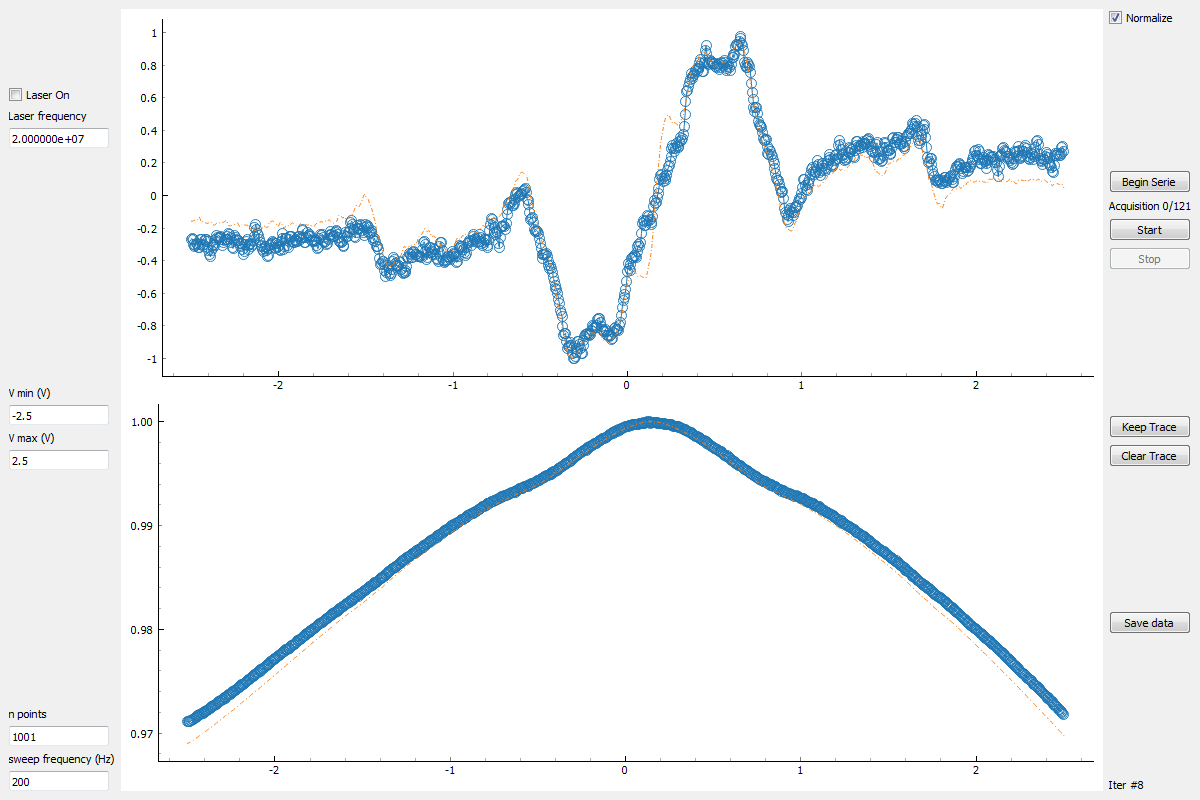 Laser On
Laser frequency
2.000000e+07
V min (V)
-2.5
V max (V)
2.5
n points
1001
sweep frequency (Hz)
200
1
0.8
0.6
0.4
0.2
0
-0.2
-0.4
-0.6
-0.8
-1
-2
-1
0
1
2
1.00
0.99
0.98
0.97
-2
-1
0
1
2
Normalize
Begin Serie
Acquisition 0/121
Start
Stop
Keep Trace
Clear Trace
Save data
Iter #8